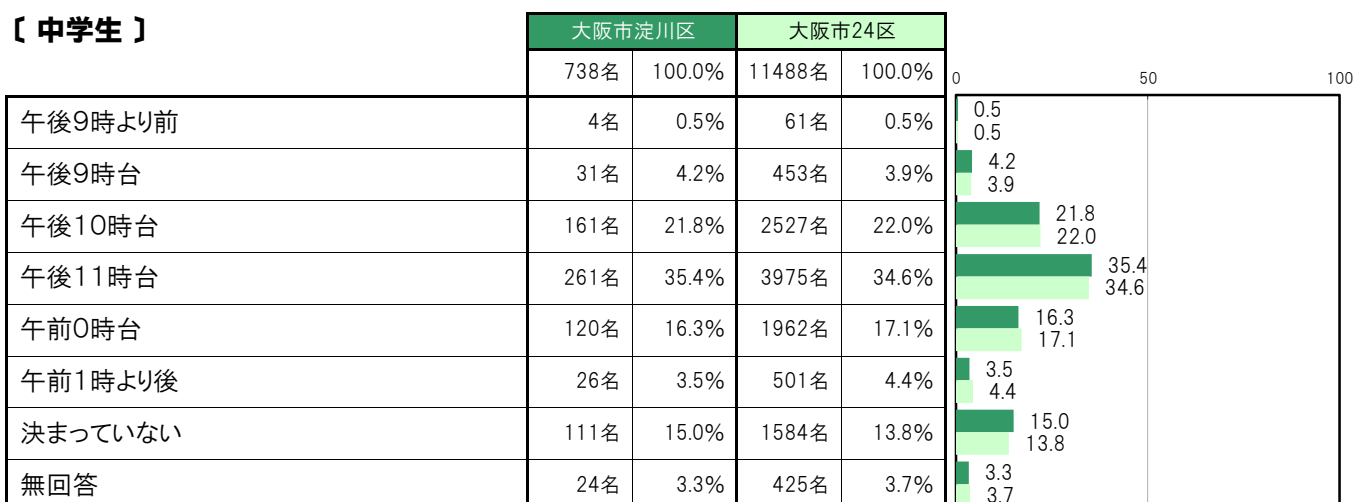 〔 中学生 〕
大阪市淀川区 大阪市24区
738名 100.0% 11488名 100.0%
0 50 100
午後9時より前 4名 0.5% 61名 0.5% 0.5
0.5
午後9時台 31名 4.2% 453名 3.9% 4.2
3.9
午後10時台 161名 21.8% 2527名 22.0% 21.8
22.0
午後11時台 261名 35.4% 3975名 34.6% 35.4
34.6
午前0時台 120名 16.3% 1962名 17.1% 16.3
17.1
午前1時より後 26名 3.5% 501名 4.4% 3.5
4.4
決まっていない 111名 15.0% 1584名 13.8% 15.0
13.8
無回答 24名 3.3% 425名 3.7% 3.3
3.7